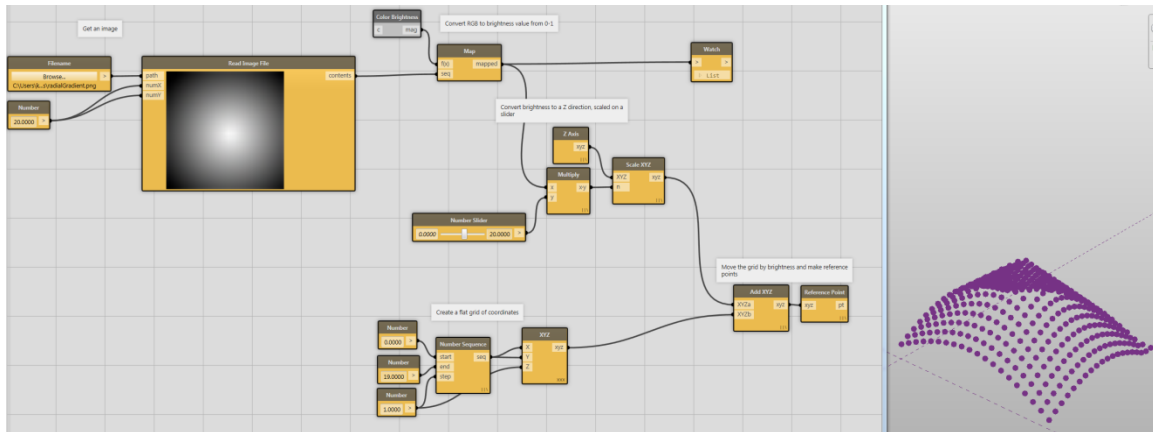 Get an image
Filename
Browse...
>
C:\Users\k...s\radialGradient.png
Number
20.0000
>
Read Image File
path
numX
numY
contents
Color Brightness
c
mag
Convert RGB to brightness value from 0-1
Map
f(x)
seq
mapped
Watch
>
>
List
Convert brightness to a Z direction, scaled on a
slider
Z Axis
xyz
Multiply
x
y
x·y
Scale XYZ
XYZ
n
xyz
Number Slider
0.0000
20.0000
>
Move the grid by brightness and make reference
points
Add XYZ
XYZa
XYZb
xyz
Reference Point
xyz
pt
Create a flat grid of coordinates
Number
0.0000
>
Number
19.0000
>
Number
1.0000
>
Number Sequence
start
end
step
seq
XYZ
X
Y
Z
xyz